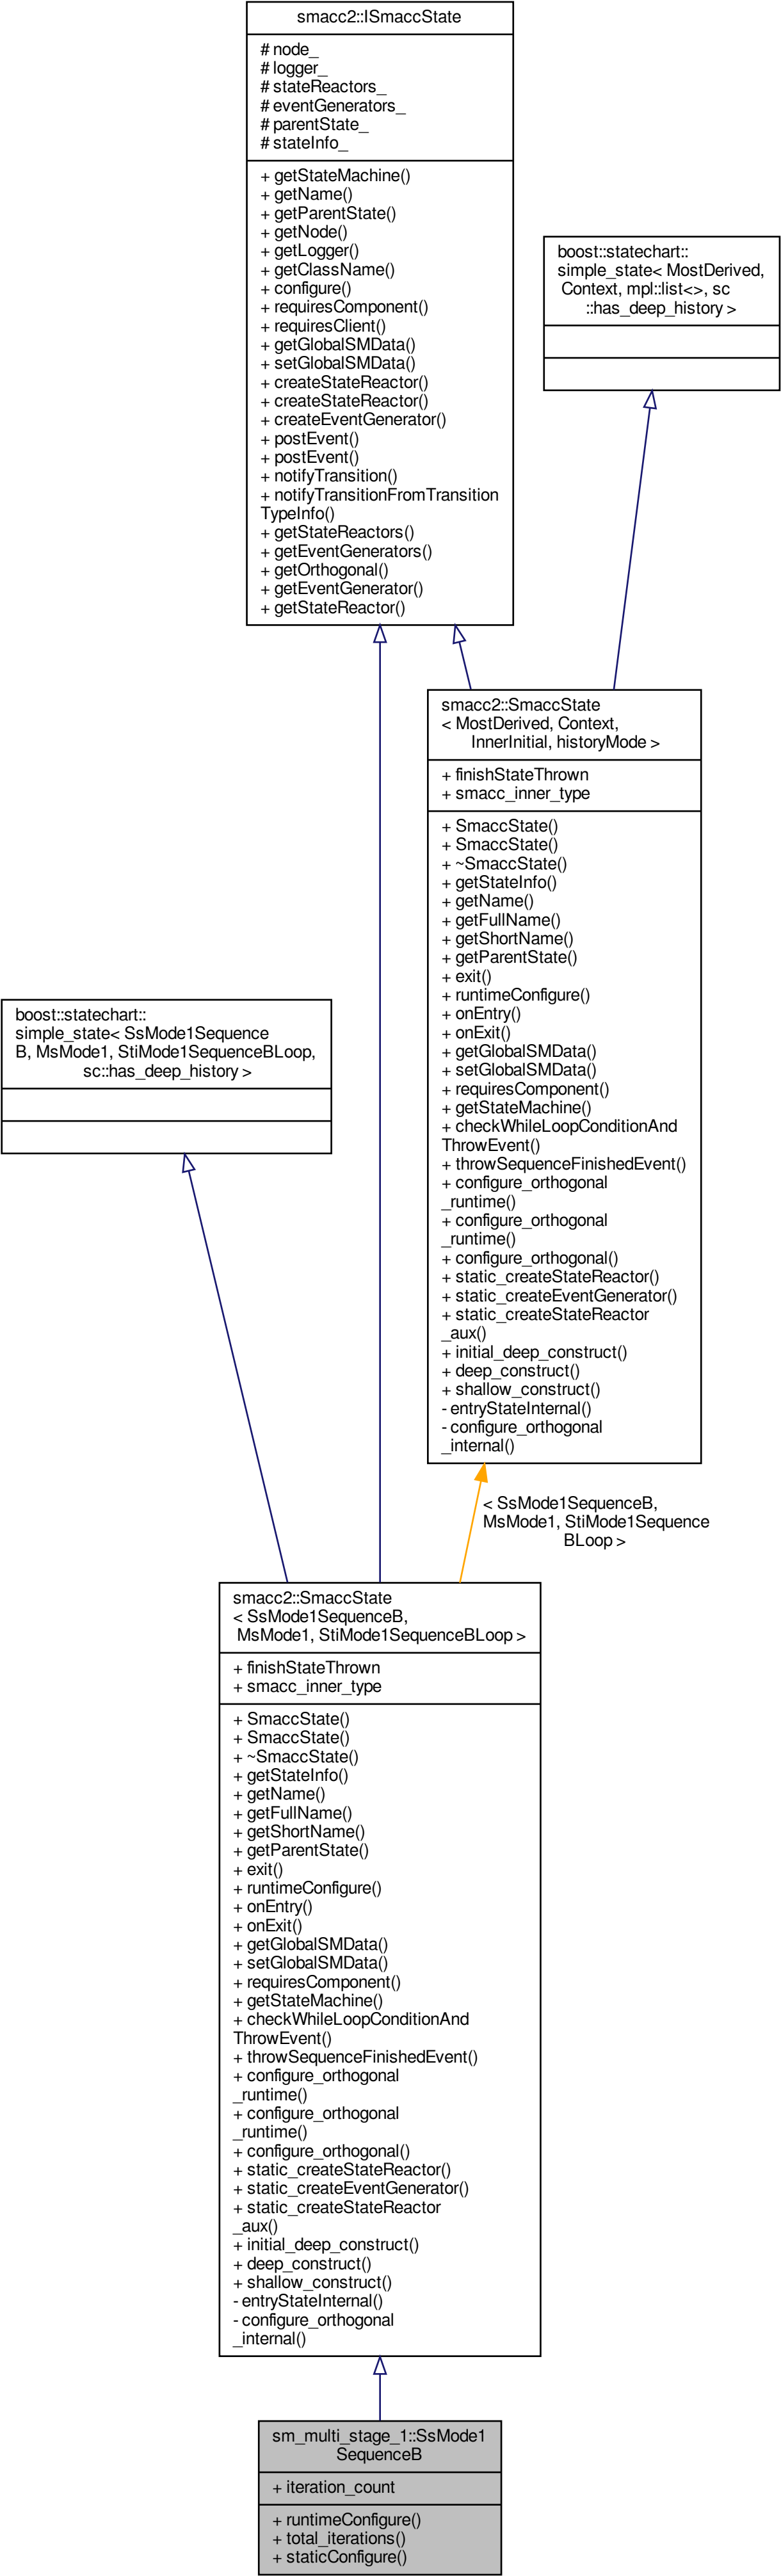 smacc2::ISmaccState
# node_
# logger_
# stateReactors_
# eventGenerators_
# parentState_
# stateInfo_
+ getStateMachine()
+ getName()
+ getParentState()
+ getNode()
+ getLogger()
+ getClassName()
+ configure()
+ requiresComponent()
+ requiresClient()
+ getGlobalSMData()
+ setGlobalSMData()
+ createStateReactor()
+ createStateReactor()
+ createEventGenerator()
+ postEvent()
+ postEvent()
+ notifyTransition()
+ notifyTransitionFromTransition
TypeInfo()
+ getStateReactors()
+ getEventGenerators()
+ getOrthogonal()
+ getEventGenerator()
+ getStateReactor()
boost::statechart::
simple_state< MostDerived,
Context, mpl::list<>, sc
::has_deep_history >
smacc2::SmaccState
< MostDerived, Context,
InnerInitial, historyMode >
+ finishStateThrown
+ smacc_inner_type
+ SmaccState()
+ SmaccState()
+ ~SmaccState()
+ getStateInfo()
+ getName()
+ getFullName()
+ getShortName()
+ getParentState()
+ exit()
+ runtimeConfigure()
+ onEntry()
+ onExit()
+ getGlobalSMData()
+ setGlobalSMData()
+ requiresComponent()
+ getStateMachine()
+ checkWhileLoopConditionAnd
ThrowEvent()
+ throwSequenceFinishedEvent()
+ configure_orthogonal
_runtime()
+ configure_orthogonal
_runtime()
+ configure_orthogonal()
+ static_createStateReactor()
+ static_createEventGenerator()
+ static_createStateReactor
_aux()
+ initial_deep_construct()
+ deep_construct()
+ shallow_construct()
- entryStateInternal()
- configure_orthogonal
_internal()
boost::statechart::
simple_state< SsMode1Sequence
B, MsMode1, StiMode1SequenceBLoop,
sc::has_deep_history >
< SsMode1SequenceB,
MsMode1, StiMode1Sequence
BLoop >
smacc2::SmaccState
< SsMode1SequenceB,
MsMode1, StiMode1SequenceBLoop >
+ finishStateThrown
+ smacc_inner_type
+ SmaccState()
+ SmaccState()
+ ~SmaccState()
+ getStateInfo()
+ getName()
+ getFullName()
+ getShortName()
+ getParentState()
+ exit()
+ runtimeConfigure()
+ onEntry()
+ onExit()
+ getGlobalSMData()
+ setGlobalSMData()
+ requiresComponent()
+ getStateMachine()
+ checkWhileLoopConditionAnd
ThrowEvent()
+ throwSequenceFinishedEvent()
+ configure_orthogonal
_runtime()
+ configure_orthogonal
_runtime()
+ configure_orthogonal()
+ static_createStateReactor()
+ static_createEventGenerator()
+ static_createStateReactor
_aux()
+ initial_deep_construct()
+ deep_construct()
+ shallow_construct()
- entryStateInternal()
- configure_orthogonal
_internal()
sm_multi_stage_1::SsMode1
SequenceB
+ iteration_count
+ runtimeConfigure()
+ total_iterations()
+ staticConfigure()